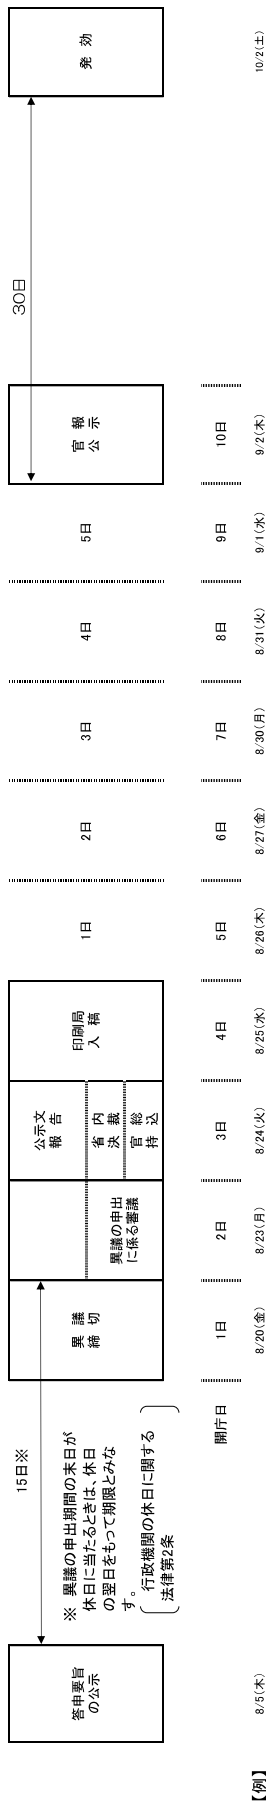 答申要旨
の公示
15日※
※ 異議の申出期間の末日が
休日に当たるときは、休日
の翌日をもって期限とみな
す。
行政機関の休日に関する
法律第2条
異 議
締 切
異議の申出
に係る審議
公示文
報 告
省 内
決 裁
官 総
持 込
印刷局
入 稿
1日
2日
3日
4日
5日
官 報
公 示
30日
発 効
開庁日
1日
2日
3日
4日
5日
6日
7日
8日
9日
10日
【例】
8/5(木)
8/20(金)
8/23(月)
8/24(火)
8/25(水)
8/26(木)
8/27(金)
8/30(月)
8/31(火)
9/1(水)
9/2(木)
10/2(土)